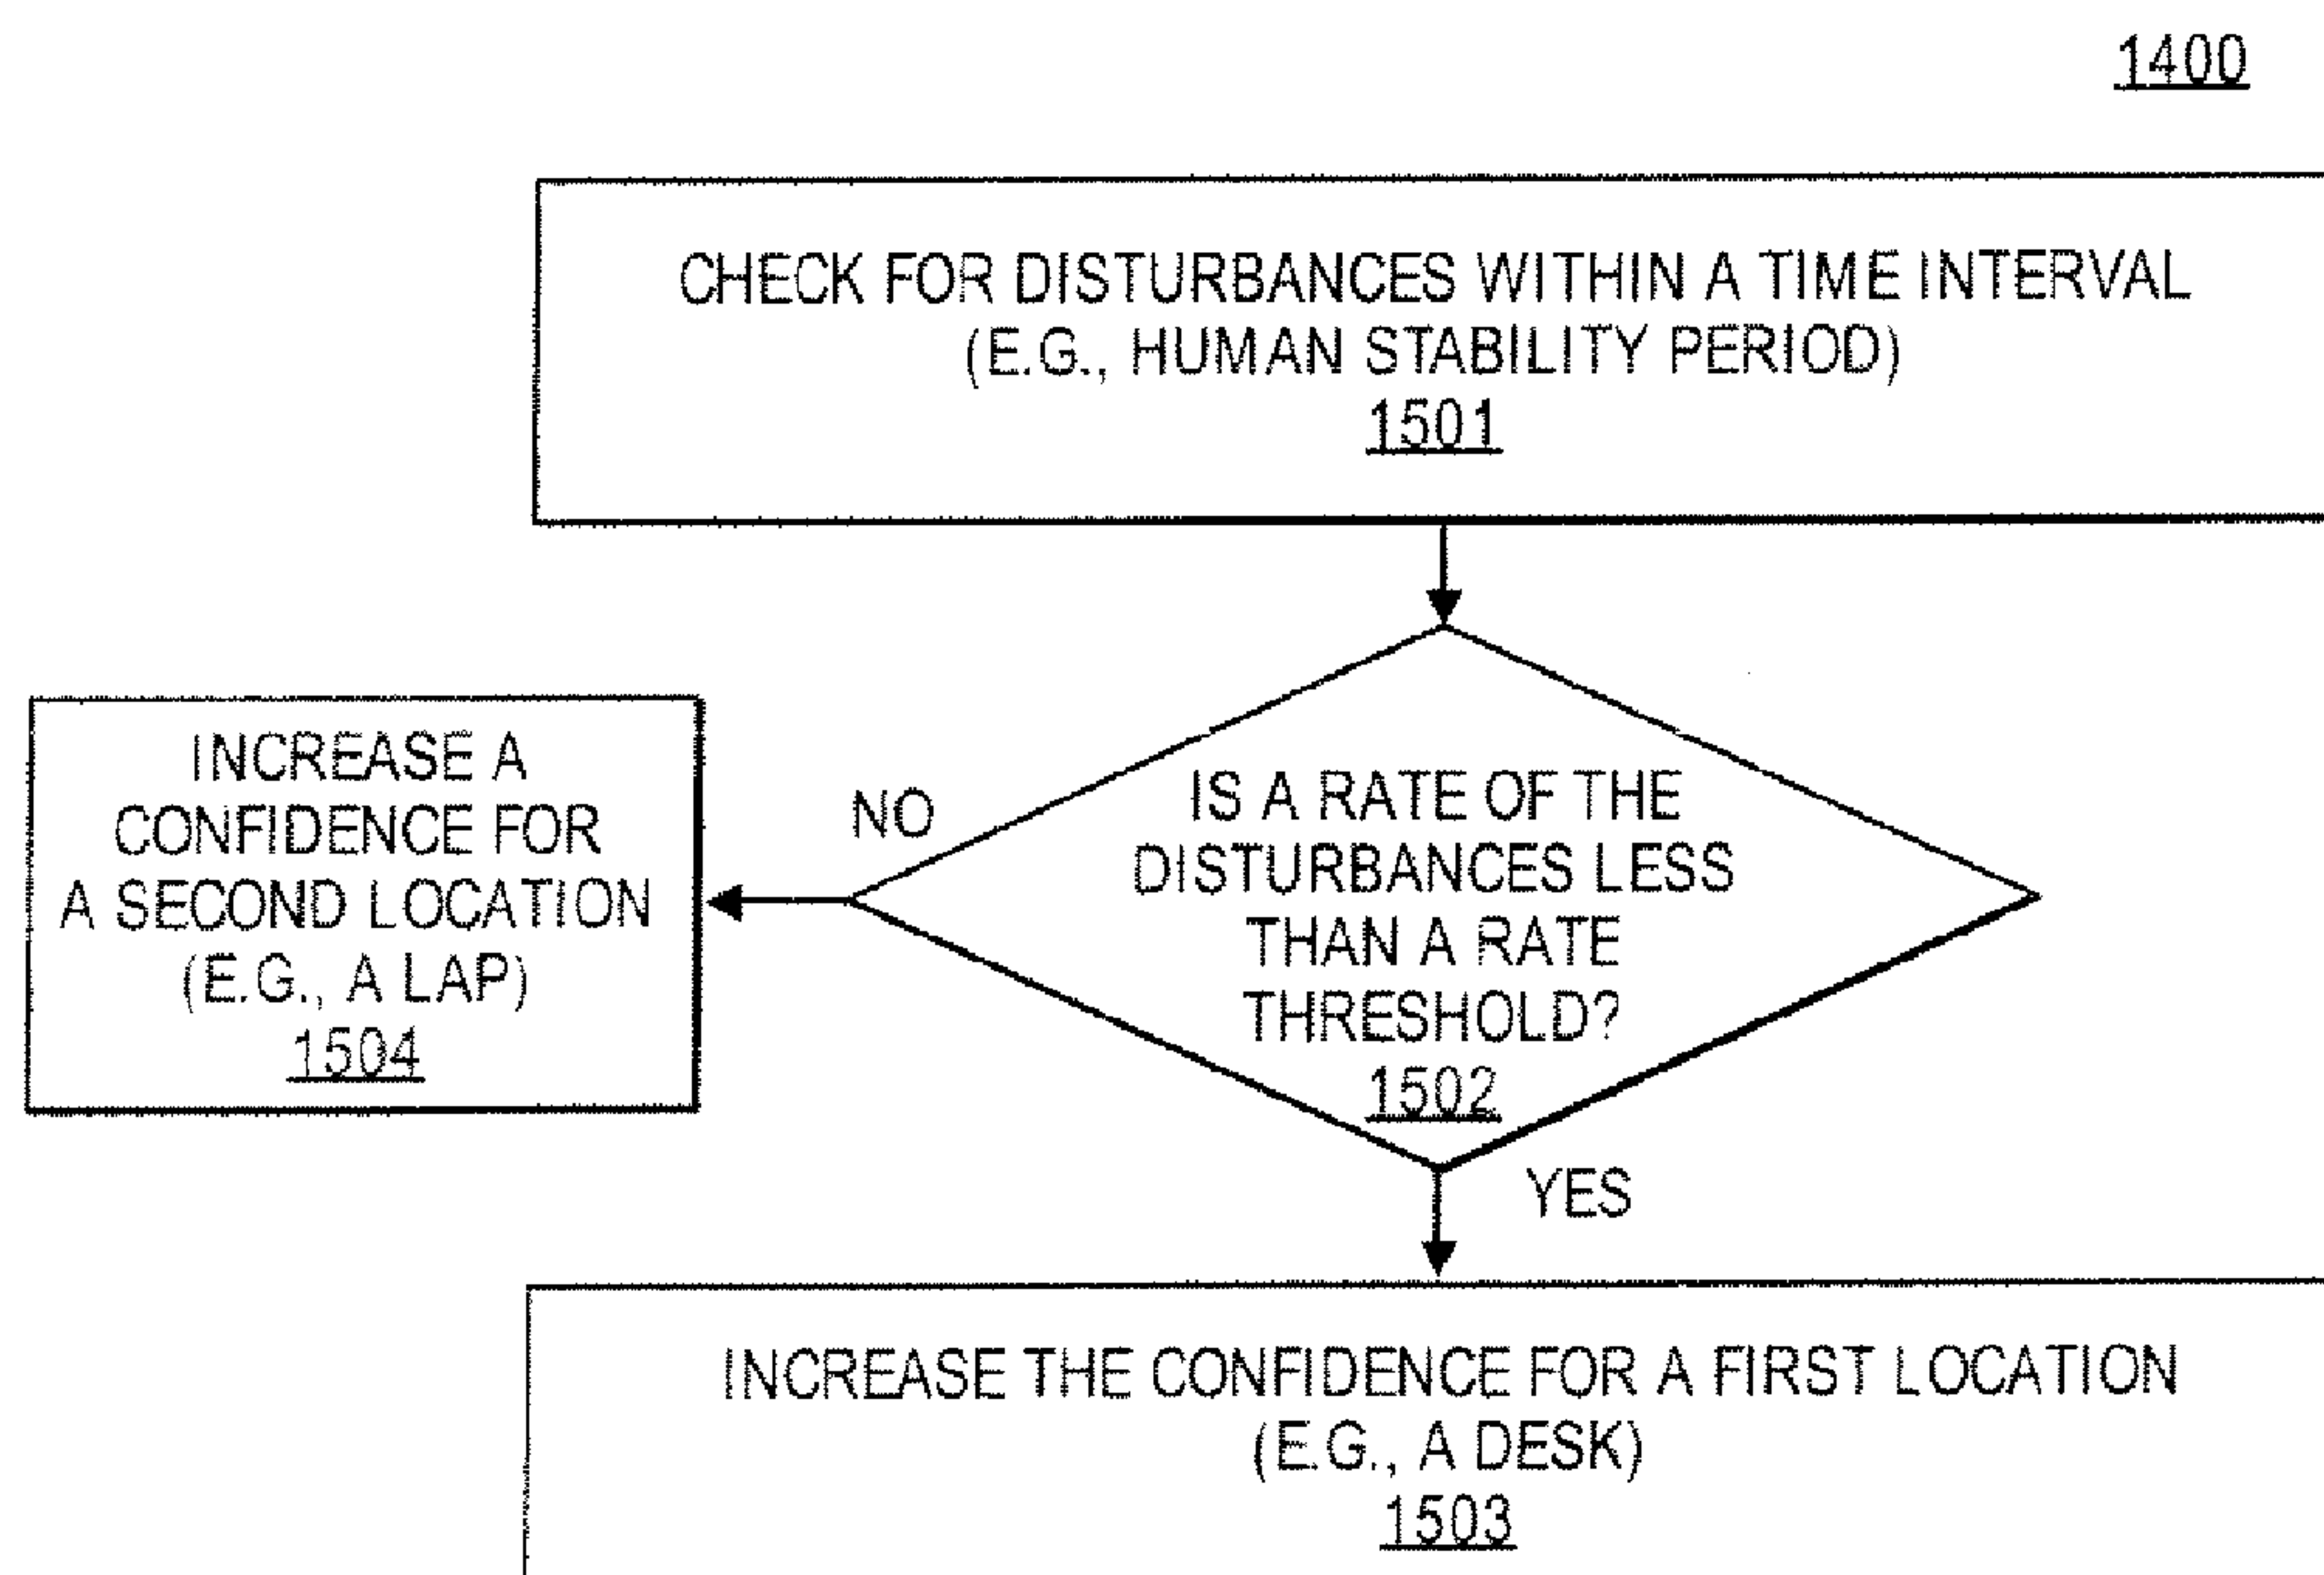 1400
CHECK FOR DISTURBANCES WITHIN A TIME INTERVAL
(E.G., HUMAN STABILITY PERIOD)
1501
INCREASE A
CONFIDENCE FOR
A SECOND LOCATION
(E.G., A LAP)
1504
NO
IS A RATE OF THE
DISTURBANCES LESS
THAN A RATE
THRESHOLD?
1502
YES
INCREASE THE CONFIDENCE FOR A FIRST LOCATION
(E.G., A DESK)
1503